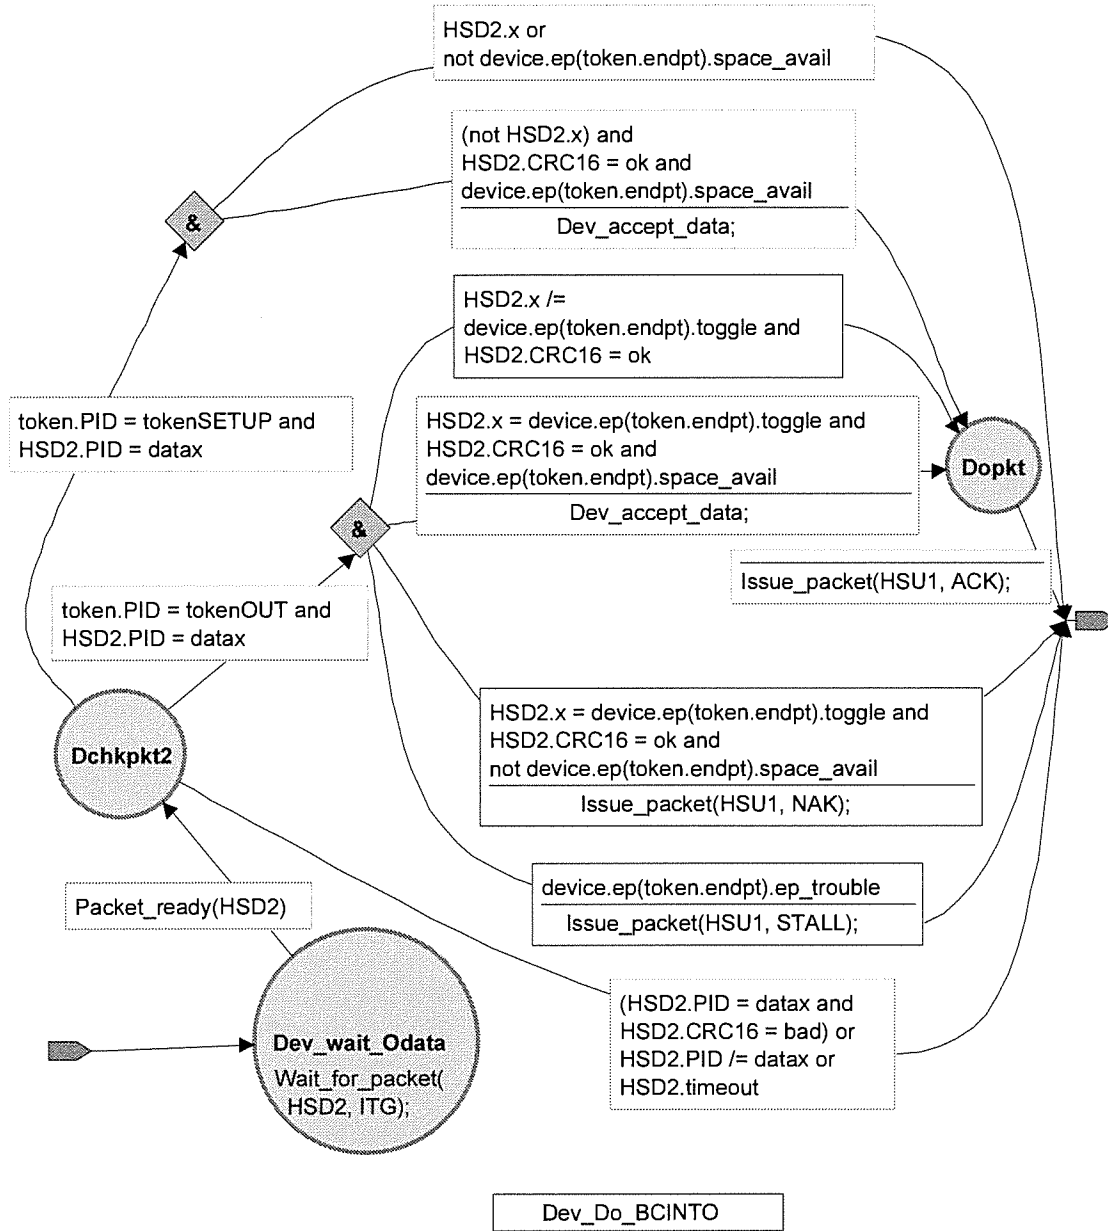 HSD2.x or
not device.ep(token.endpt).space_avail
(not HSD2.x) and
HSD2.CRC16 = ok and
device.ep(token.endpt).space_avail
Dev_accept_data;
&
HSD2.x /=
device.ep(token.endpt).toggle and
HSD2.CRC16 = ok
token.PID = tokenSETUP and
HSD2.PID = datax
HSD2.x = device.ep(token.endpt).toggle and
HSD2.CRC16 = ok and
device.ep(token.endpt).space_avail
Dev_accept_data;
Dopkt
&
Issue_packet(HSU1, ACK);
token.PID = tokenOUT and
HSD2.PID = datax
HSD2.x = device.ep(token.endpt).toggle and
HSD2.CRC16 = ok and
not device.ep(token.endpt).space_avail
Issue_packet(HSU1, NAK);
Dchkpkt2
device.ep(token.endpt).ep_trouble
Issue_packet(HSU1, STALL);
Packet_ready(HSD2)
(HSD2.PID = datax and
HSD2.CRC16 = bad) or
HSD2.PID /= datax or
HSD2.timeout
Dev_wait_Odata
Wait_for_packet(
HSD2, ITG);
Dev_Do_BCINTO